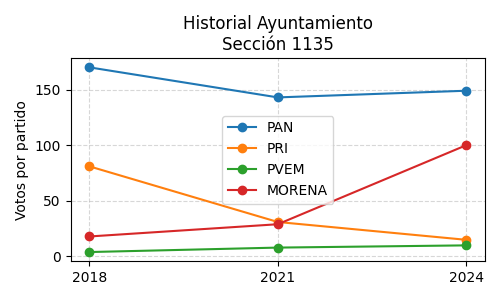 Historial Ayuntamiento
Sección 1135
Votos por partido
150
100
50
0
PAN
PRI
PVEM
MORENA
2018
2021
2024